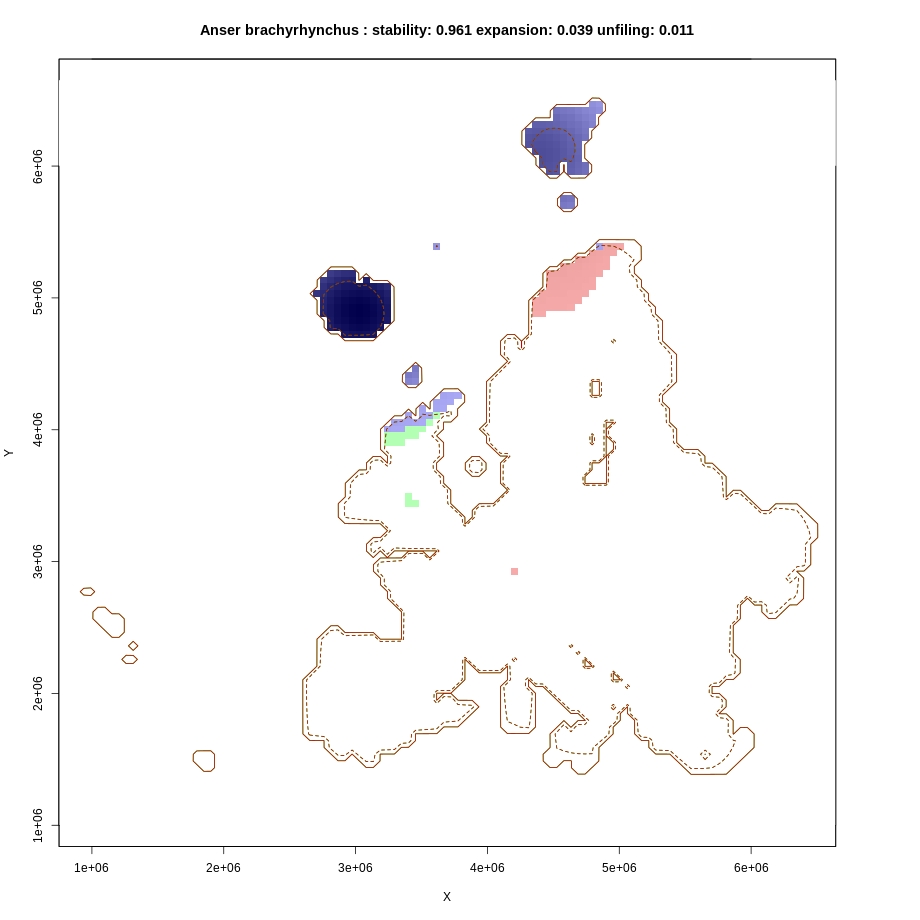 Anser brachyrhynchus : stability: 0.961 expansion: 0.039 unfiling: 0.011
6e+06
5e+06
4e+06
Y
3e+06
2e+06
1e+06
1e+06 2e+06 3e+06 4e+06 5e+06 6e+06
X